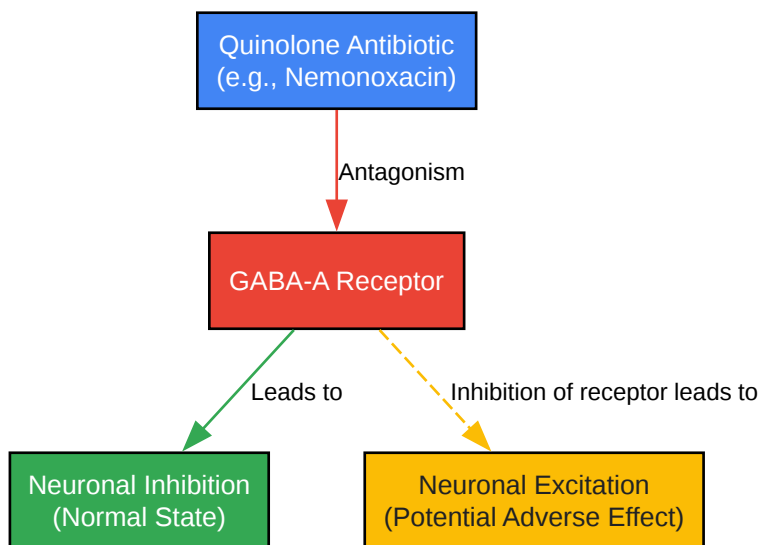 Quinolone Antibiotic
(e.g., Nemonoxacin)
Antagonism
GABA-A Receptor
Leads to
Inhibition of receptor leads to
Neuronal Inhibition
(Normal State)
Neuronal Excitation
(Potential Adverse Effect)